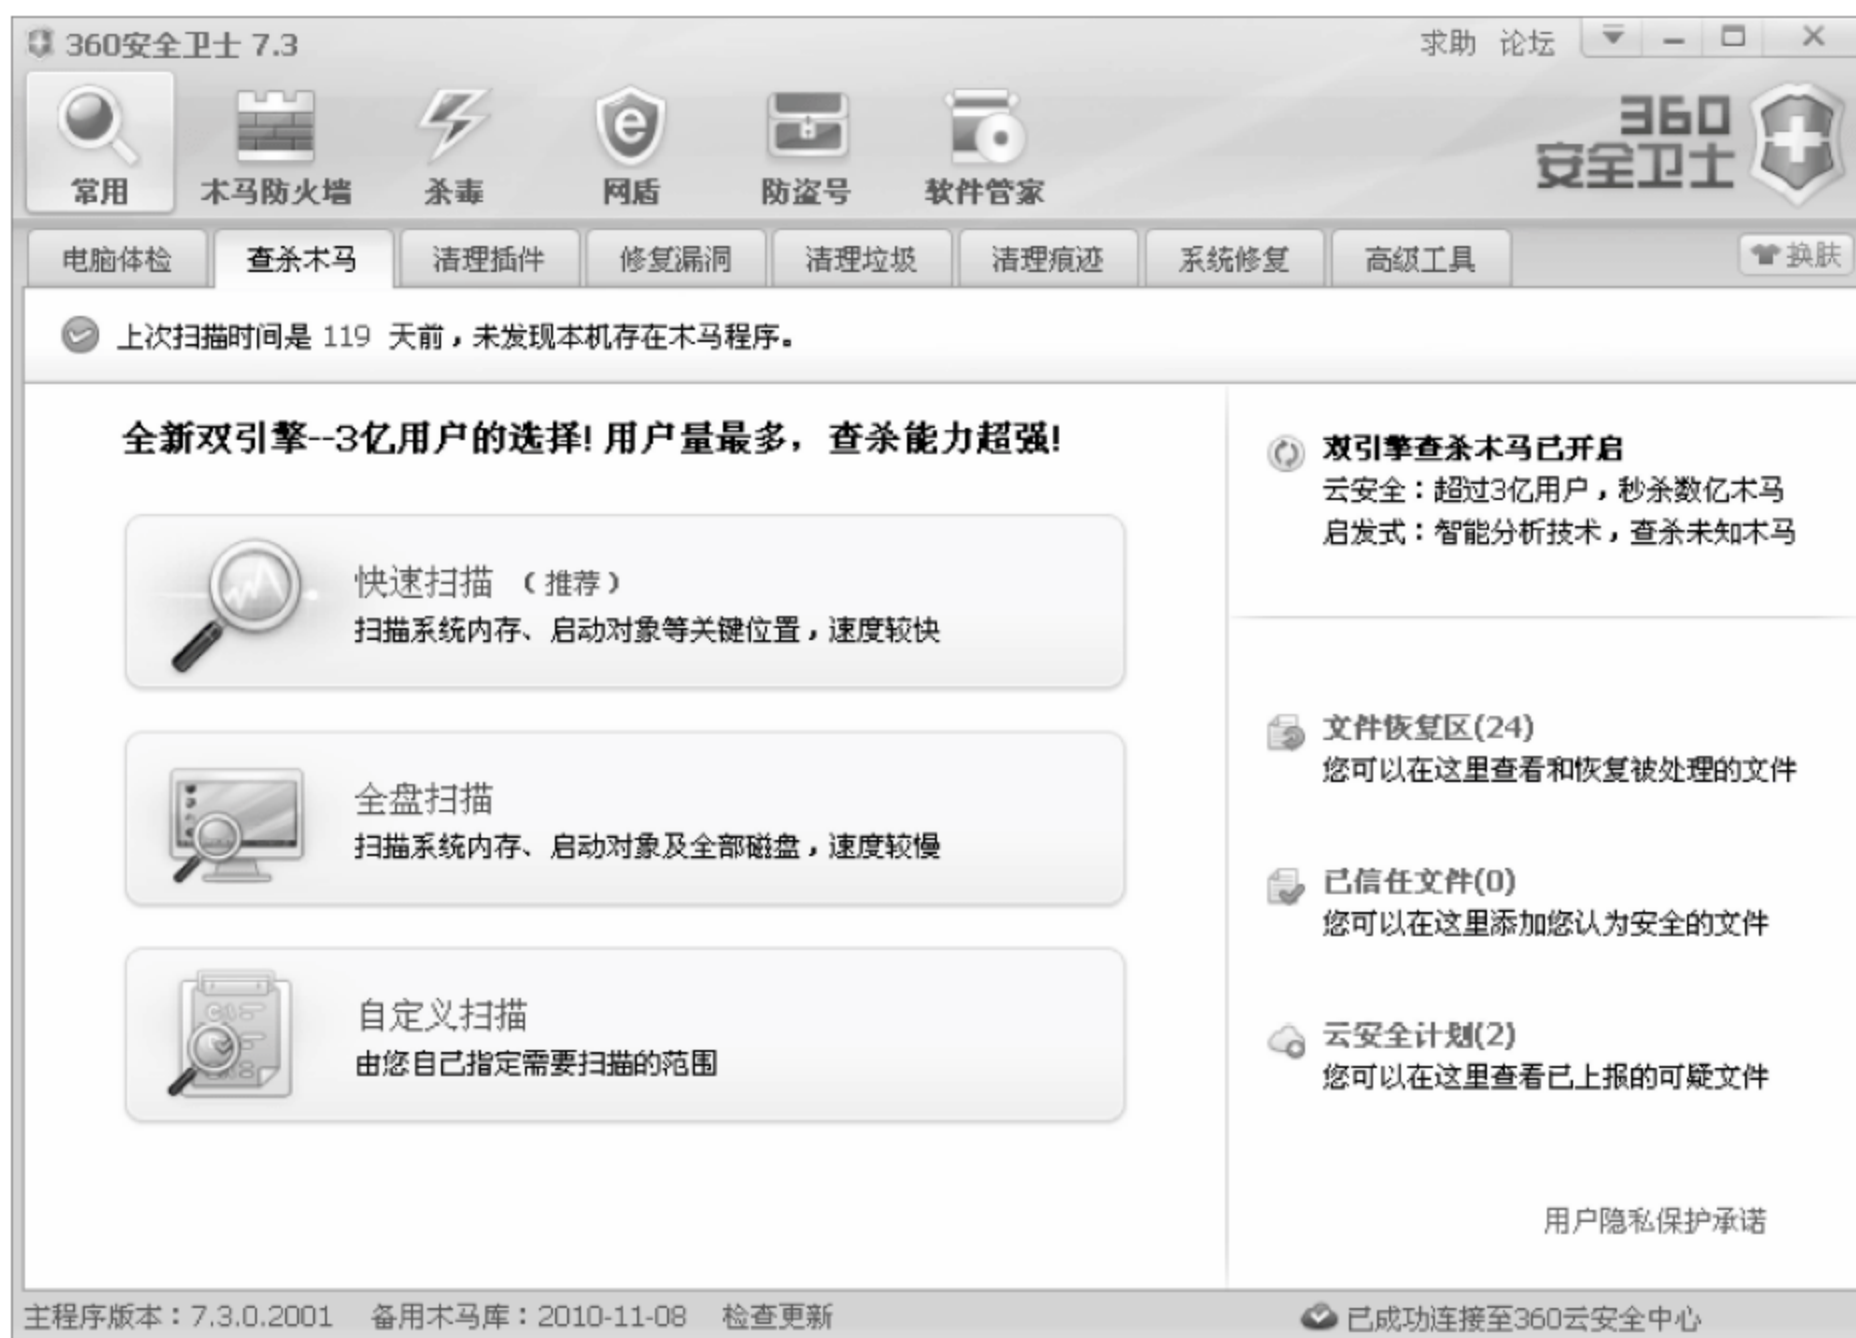 360安全卫士 7.3
求助 论坛
360
安全卫士
常用 木马防火墙 杀毒 网盾 防盗号 软件管家
电脑体检 查杀木马 清理插件 修复漏洞 清理垃圾 清理痕迹 系统修复 高级工具 换肤
上次扫描时间是 119 天前，未发现本机存在木马程序。
全新双引擎--3亿用户的选择! 用户量最多，查杀能力超强!
快速扫描 （推荐）
扫描系统内存、启动对象等关键位置，速度较快
全盘扫描
扫描系统内存、启动对象及全部磁盘，速度较慢
自定义扫描
由您自己指定需要扫描的范围
双引擎查杀木马已开启
云安全：超过3亿用户，秒杀数亿木马
启发式：智能分析技术，查杀未知木马
文件恢复区(24)
您可以在这里查看和恢复被处理的文件
已信任文件(0)
您可以在这里添加您认为安全的文件
云安全计划(2)
您可以在这里查看已上报的可疑文件
用户隐私保护承诺
主程序版本：7.3.0.2001 备用木马库：2010-11-08 检查更新
已成功连接至360云安全中心